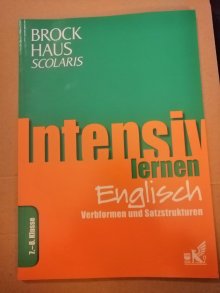 BROCK
HAUS
SCOLARIS
Intensiv
lernen
Englisch
Verbformen und Satzstrukturen
7.–8. Klasse